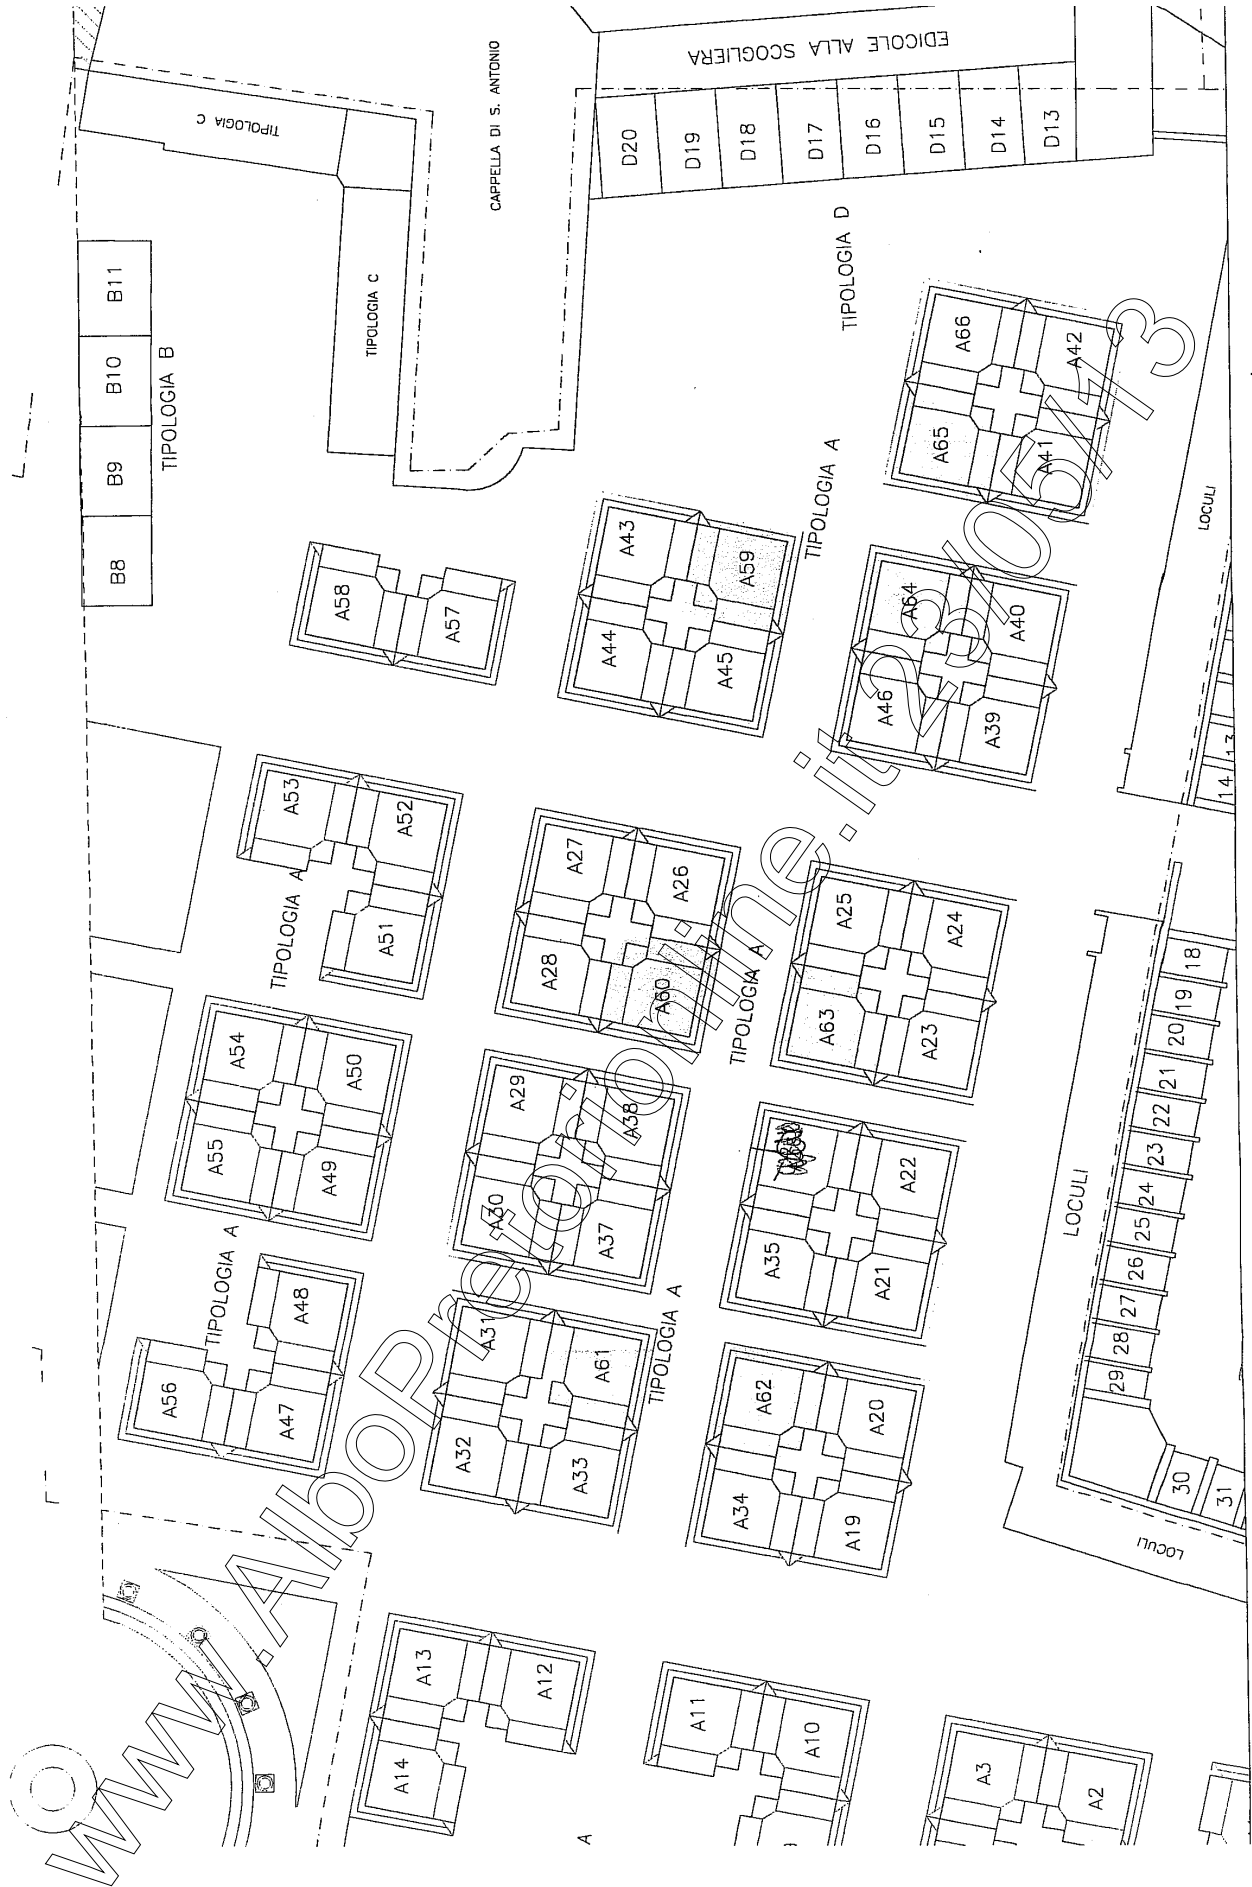 EDICOLE ALLA SCOGLIERA
TIPOLOGIA C
CAPPELLA DI S. ANTONIO
D20
D19
D18
D17
D16
D15
D14
D13
TIPOLOGIA D
B11
B10
B9
B8
TIPOLOGIA B
TIPOLOGIA C
A66
A42
A65
A41
TIPOLOGIA A
LOCULI
A58
A57
A43
A59
A44
A45
A64
A40
A46
A39
13
14
A53
A52
A51
TIPOLOGIA A
A27
A26
A28
A60
TIPOLOGIA A
A25
A24
A63
A23
18
19
20
21
22
23
24
25
26
27
28
29
30
31
LOCULI
LOCULI
A54
A50
A55
A49
TIPOLOGIA A
A29
A38
A30
A37
TIPOLOGIA A
A22
A35
A21
A48
A56
A47
A31
A61
A32
A33
A62
A20
A34
A19
A13
A12
A14
A11
A10
A3
A2
A
www.AlboPretorionline.it 23/05/13